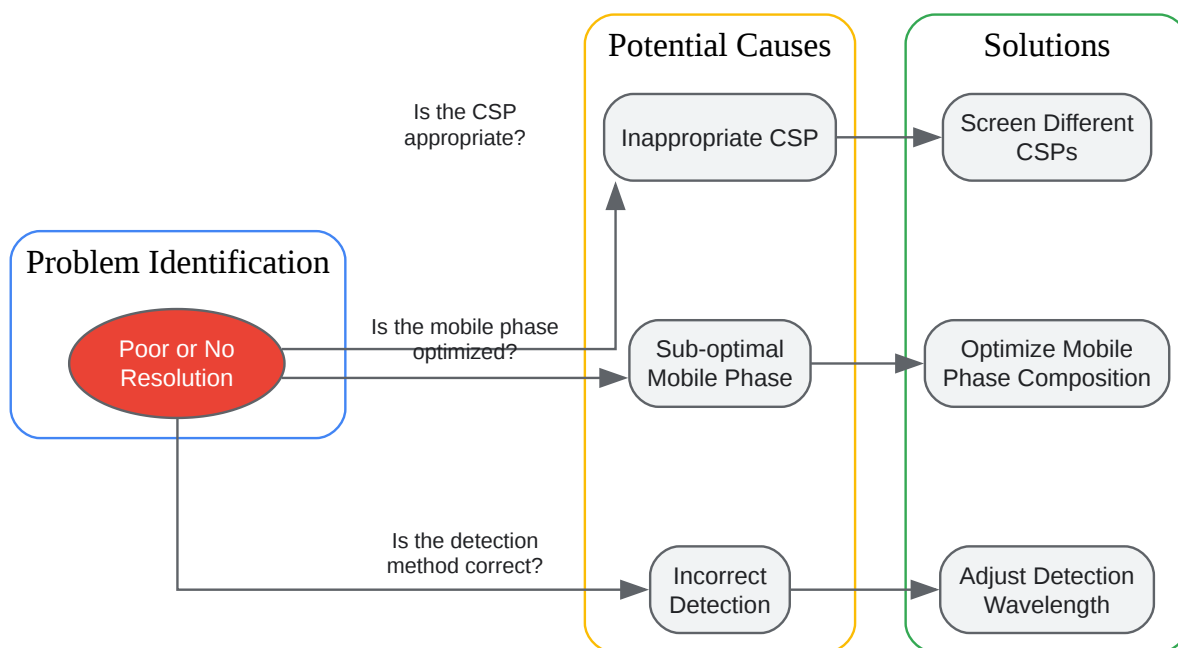 Potential Causes
Solutions
Is the CSP
appropriate?
Inappropriate CSP
Screen Different
CSPs
Problem Identification
Poor or No
Resolution
Is the mobile phase
optimized?
Sub-optimal
Mobile Phase
Optimize Mobile
Phase Composition
Is the detection
method correct?
Incorrect
Detection
Adjust Detection
Wavelength